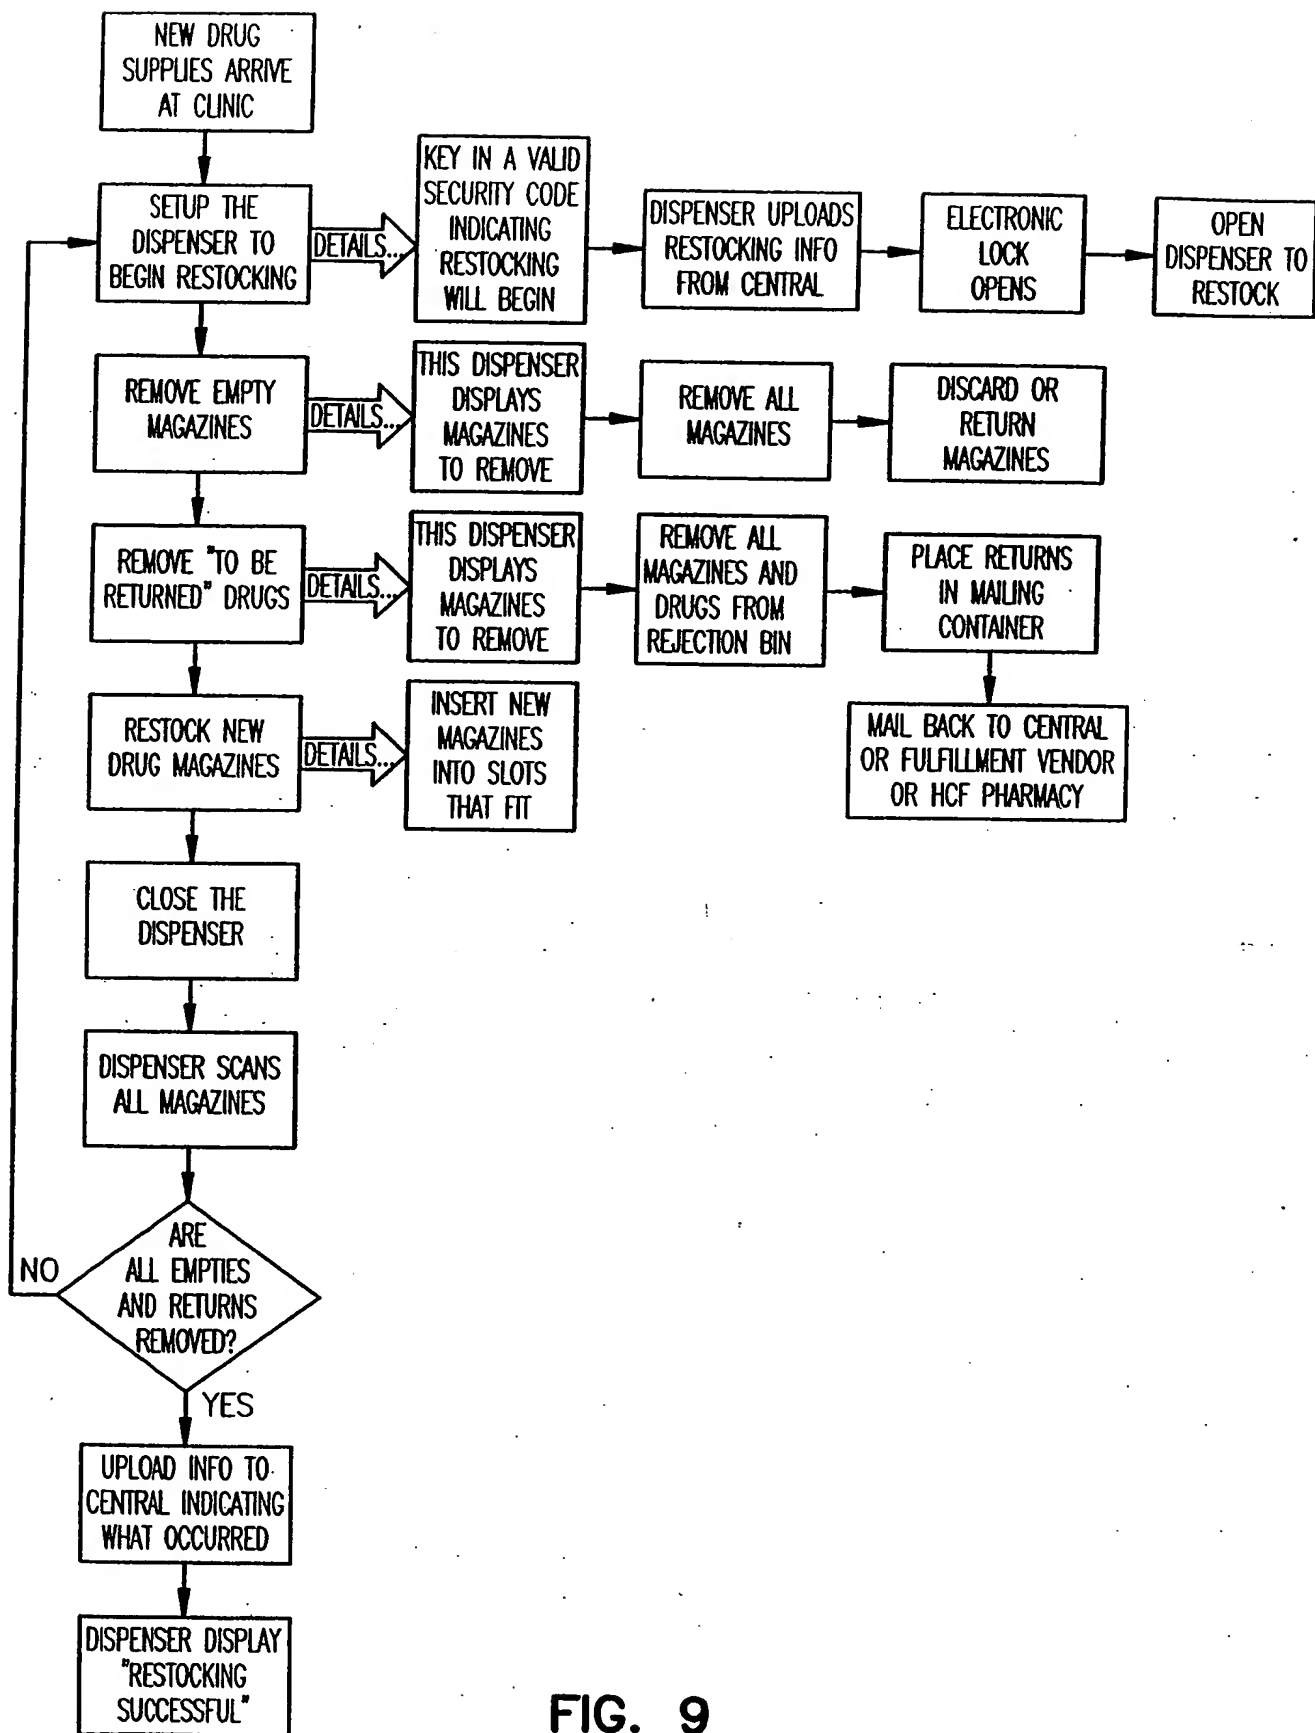 NEW DRUG
SUPPLIES ARRIVE
AT CLINIC
SETUP THE
DISPENSER TO
BEGIN RESTOCKING
DETAILS...
KEY IN A VALID
SECURITY CODE
INDICATING
RESTOCKING
WILL BEGIN
DISPENSER UPLOADS
RESTOCKING INFO
FROM CENTRAL
ELECTRONIC
LOCK
OPENS
OPEN
DISPENSER TO
RESTOCK
REMOVE EMPTY
MAGAZINES
DETAILS...
THIS DISPENSER
DISPLAYS
MAGAZINES
TO REMOVE
REMOVE ALL
MAGAZINES
DISCARD OR
RETURN
MAGAZINES
REMOVE "TO BE
RETURNED" DRUGS
DETAILS...
THIS DISPENSER
DISPLAYS
MAGAZINES
TO REMOVE
REMOVE ALL
MAGAZINES AND
DRUGS FROM
REJECTION BIN
PLACE RETURNS
IN MAILING
CONTAINER
MAIL BACK TO CENTRAL
OR FULFILLMENT VENDOR
OR HCF PHARMACY
RESTOCK NEW
DRUG MAGAZINES
DETAILS...
INSERT NEW
MAGAZINES
INTO SLOTS
THAT FIT
CLOSE THE
DISPENSER
DISPENSER SCANS
ALL MAGAZINES
ARE
ALL EMPTIES
AND RETURNS
REMOVED?
NO
YES
UPLOAD INFO TO
CENTRAL INDICATING
WHAT OCCURRED
DISPENSER DISPLAY
"RESTOCKING
SUCCESSFUL"
FIG. 9